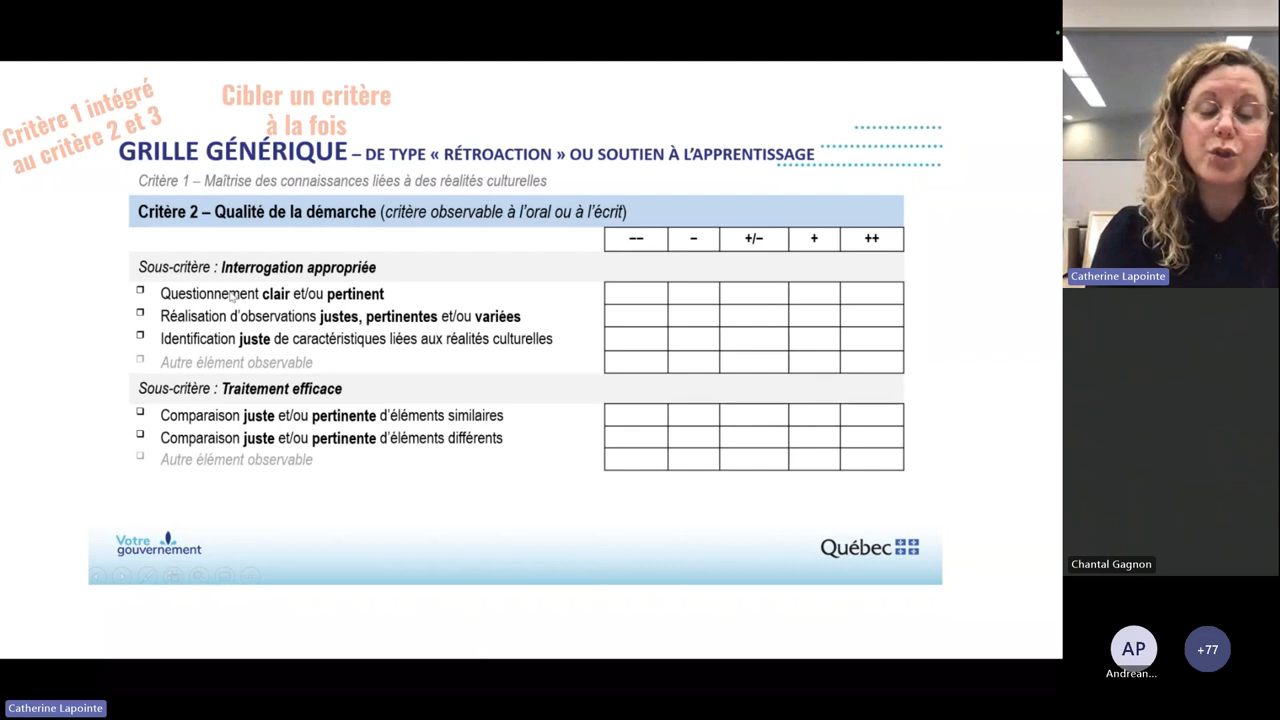 Critère 1 intégré
au critère 2 et 3
Cibler un critère
à la fois
GRILLE GÉNÉRIQUE – DE TYPE « RÉTROACTION » OU SOUTIEN À L'APPRENTISSAGE
Critère 1 – Maîtrise des connaissances liées à des réalités culturelles
Critère 2 – Qualité de la démarche (critère observable à l'oral ou à l'écrit)
–– – +/– + ++
Sous-critère : Interrogation appropriée
Questionnement clair et/ou pertinent
Réalisation d'observations justes, pertinentes et/ou variées
Identification juste de caractéristiques liées aux réalités culturelles
Autre élément observable
Sous-critère : Traitement efficace
Comparaison juste et/ou pertinente d'éléments similaires
Comparaison juste et/ou pertinente d'éléments différents
Autre élément observable
Votre
gouvernement
Québec
Catherine Lapointe
Chantal Gagnon
AP
Andréan...
+77
Catherine Lapointe